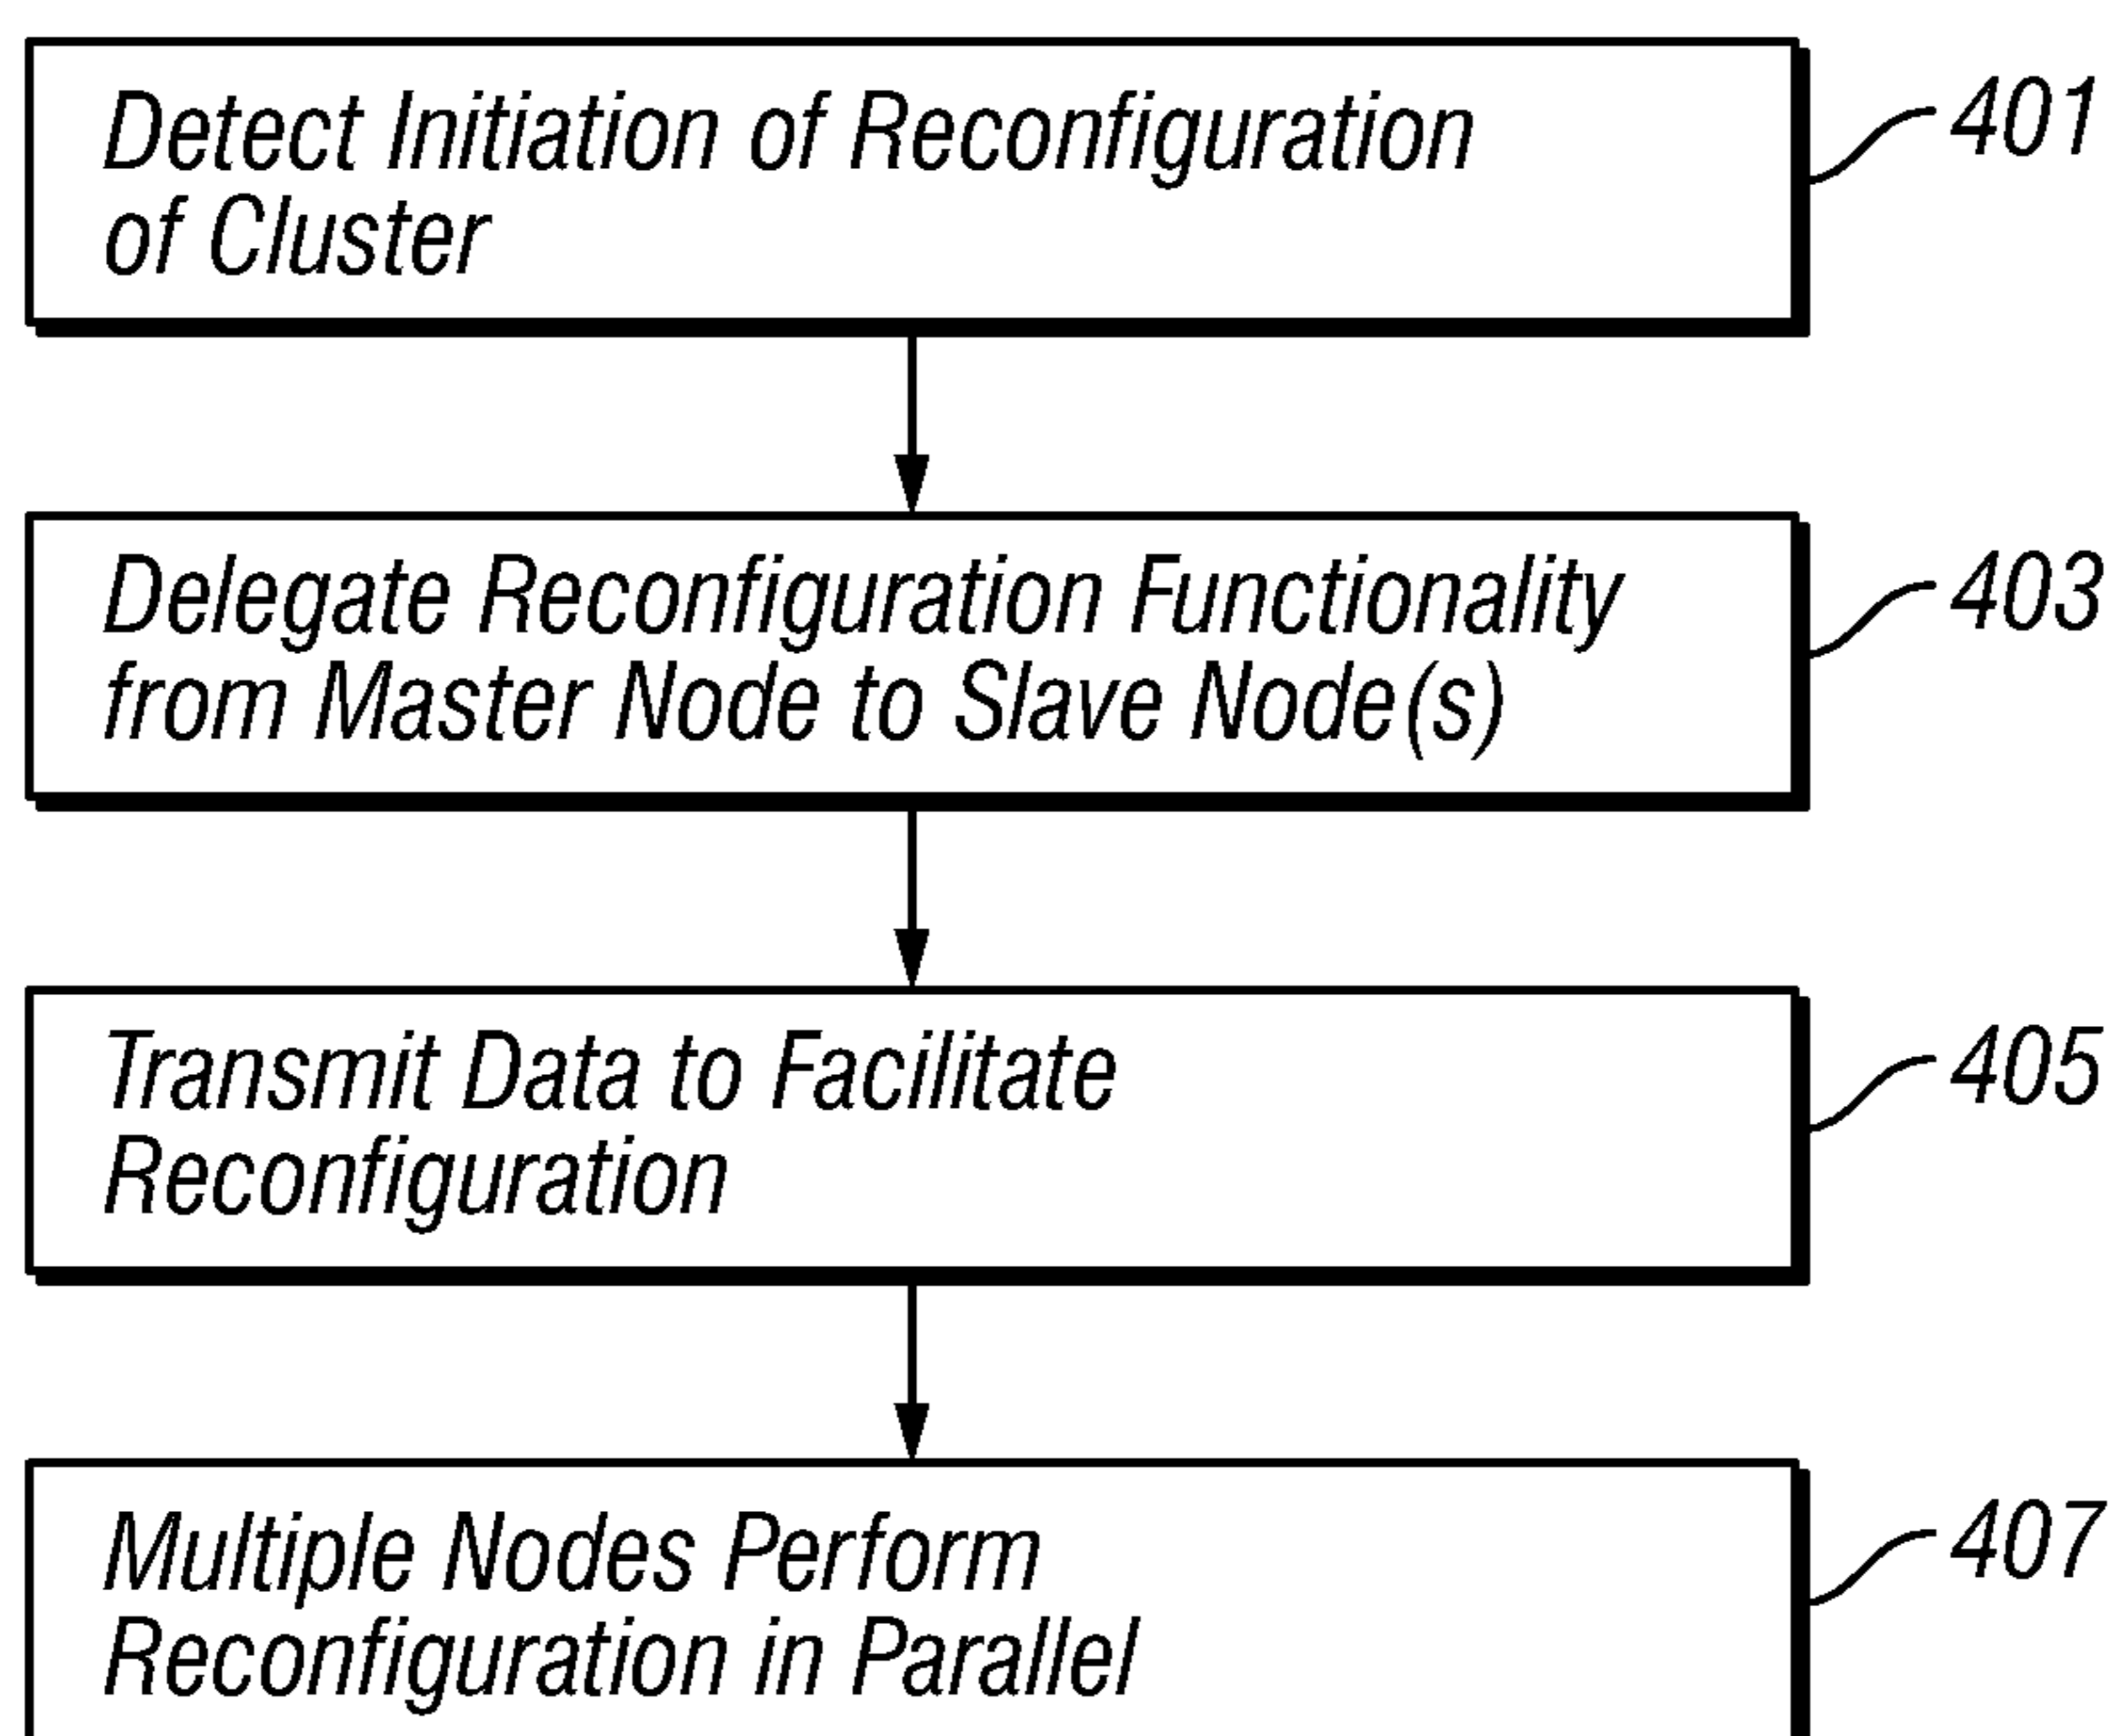 Detect Initiation of Reconfiguration
of Cluster
401
Delegate Reconfiguration Functionality
from Master Node to Slave Node(s)
403
Transmit Data to Facilitate
Reconfiguration
405
Multiple Nodes Perform
Reconfiguration in Parallel
407